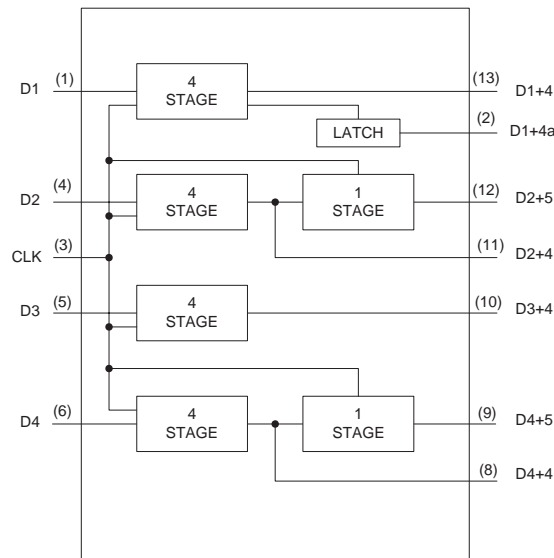 D1 (1) 4 STAGE (13) D1+4
LATCH (2) D1+4a
D2 (4) 4 STAGE 1 STAGE (12) D2+5
CLK (3) (11) D2+4
D3 (5) 4 STAGE (10) D3+4
D4 (6) 4 STAGE 1 STAGE (9) D4+5
(8) D4+4